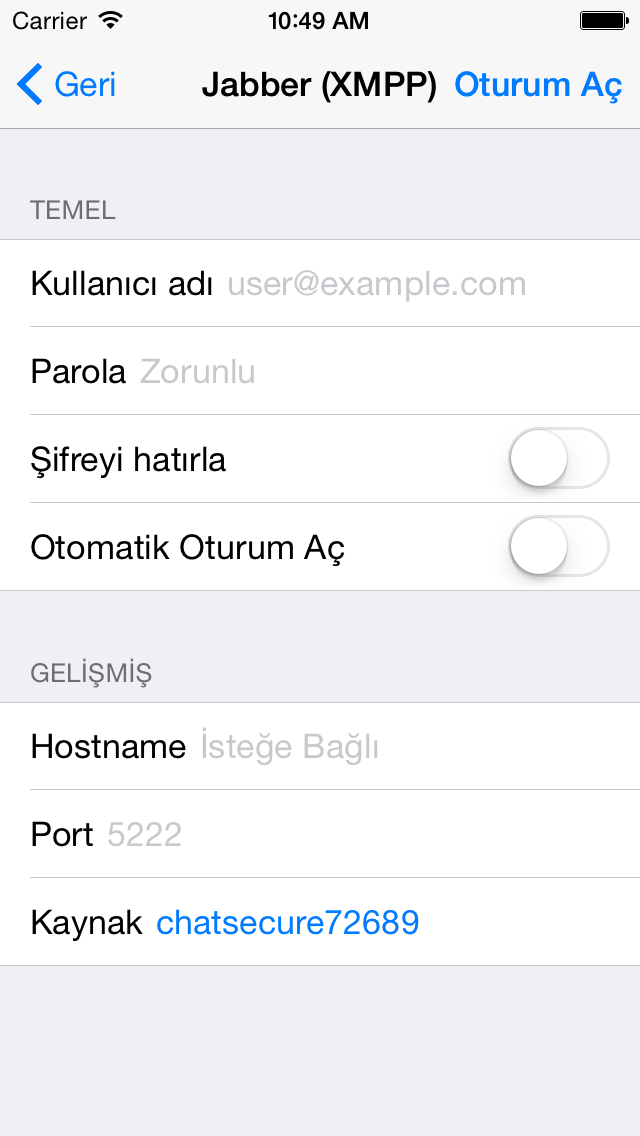 Carrier 10:49 AM
Geri Jabber (XMPP) Oturum Aç
TEMEL
Kullanıcı adı user@example.com
Parola Zorunlu
Şifreyi hatırla
Otomatik Oturum Aç
GELİŞMİŞ
Hostname İsteğe Bağlı
Port 5222
Kaynak chatsecure72689